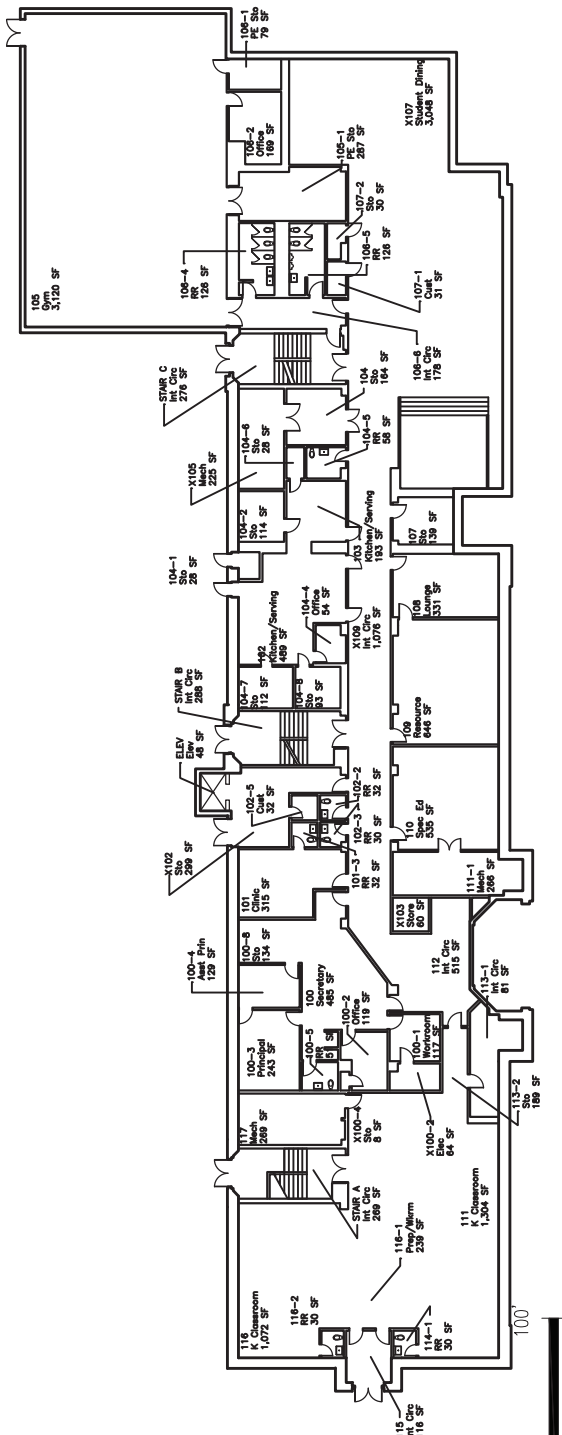 106-1
PE Sto
79 SF
106-2
Office
169 SF
X107
Student Dining
3,048 SF
105-1
PE Sto
287 SF
107-2
Sto
30 SF
105
Gym
3,120 SF
106-4
RR
126 SF
106-5
RR
126 SF
107-1
Cust
31 SF
106-6
Int Circ
178 SF
STAIR C
Int Circ
276 SF
104
Sto
164 SF
104-5
RR
58 SF
104-6
Sto
28 SF
X105
Mech
225 SF
104-2
Sto
114 SF
103
Kitchen/Serving
193 SF
107
Sto
139 SF
104-1
Sto
28 SF
108
Lounge
331 SF
104-4
Office
54 SF
X109
Int Circ
1,076 SF
102
Kitchen/Serving
489 SF
104-7
Sto
112 SF
104-8
Sto
93 SF
109
Resource
646 SF
STAIR B
Int Circ
288 SF
ELEV
Elev
48 SF
102-5
Cust
32 SF
102-2
RR
32 SF
102-3
RR
30 SF
101-3
RR
32 SF
110
Spec Ed
535 SF
X102
Sto
299 SF
101
Clinic
315 SF
111-1
Mech
266 SF
X103
Store
60 SF
100-8
Sto
134 SF
100-4
Asst Prin
129 SF
100
Secretary
485 SF
112
Int Circ
515 SF
113-1
Int Circ
81 SF
100-2
Office
119 SF
100-3
Principal
243 SF
100-5
RR
51 SF
100-1
Workroom
117 SF
X100-2
Elec
64 SF
113-2
Sto
189 SF
117
Mech
269 SF
X100-4
Sto
8 SF
STAIR A
Int Circ
269 SF
111
K Classroom
1,304 SF
116-1
Prep/Wkrm
239 SF
116
K Classroom
1,072 SF
116-2
RR
30 SF
114-1
RR
30 SF
15
nt Circ
16 SF
100'